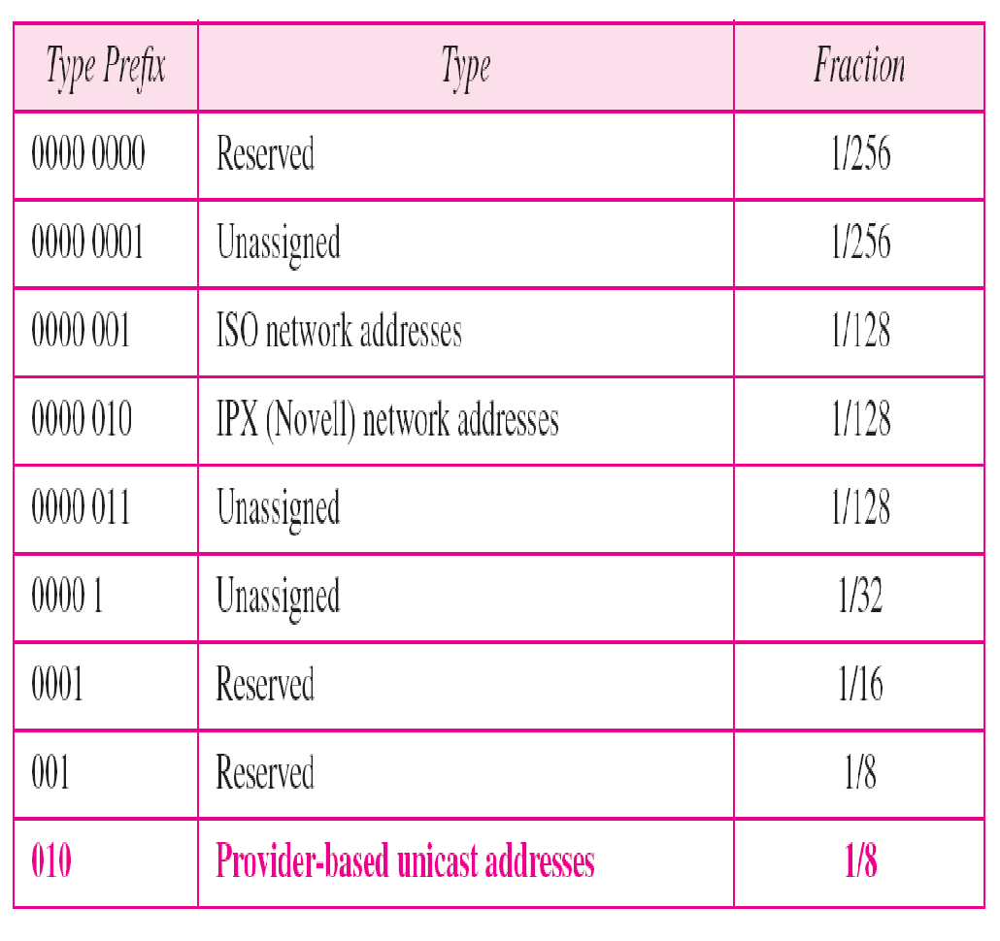 Type Prefix Type Fraction
0000 0000 Reserved 1/256
0000 0001 Unassigned 1/256
0000 001 ISO network addresses 1/128
0000 010 IPX (Novell) network addresses 1/128
0000 011 Unassigned 1/128
0000 1 Unassigned 1/32
0001 Reserved 1/16
001 Reserved 1/8
010 Provider-based unicast addresses 1/8